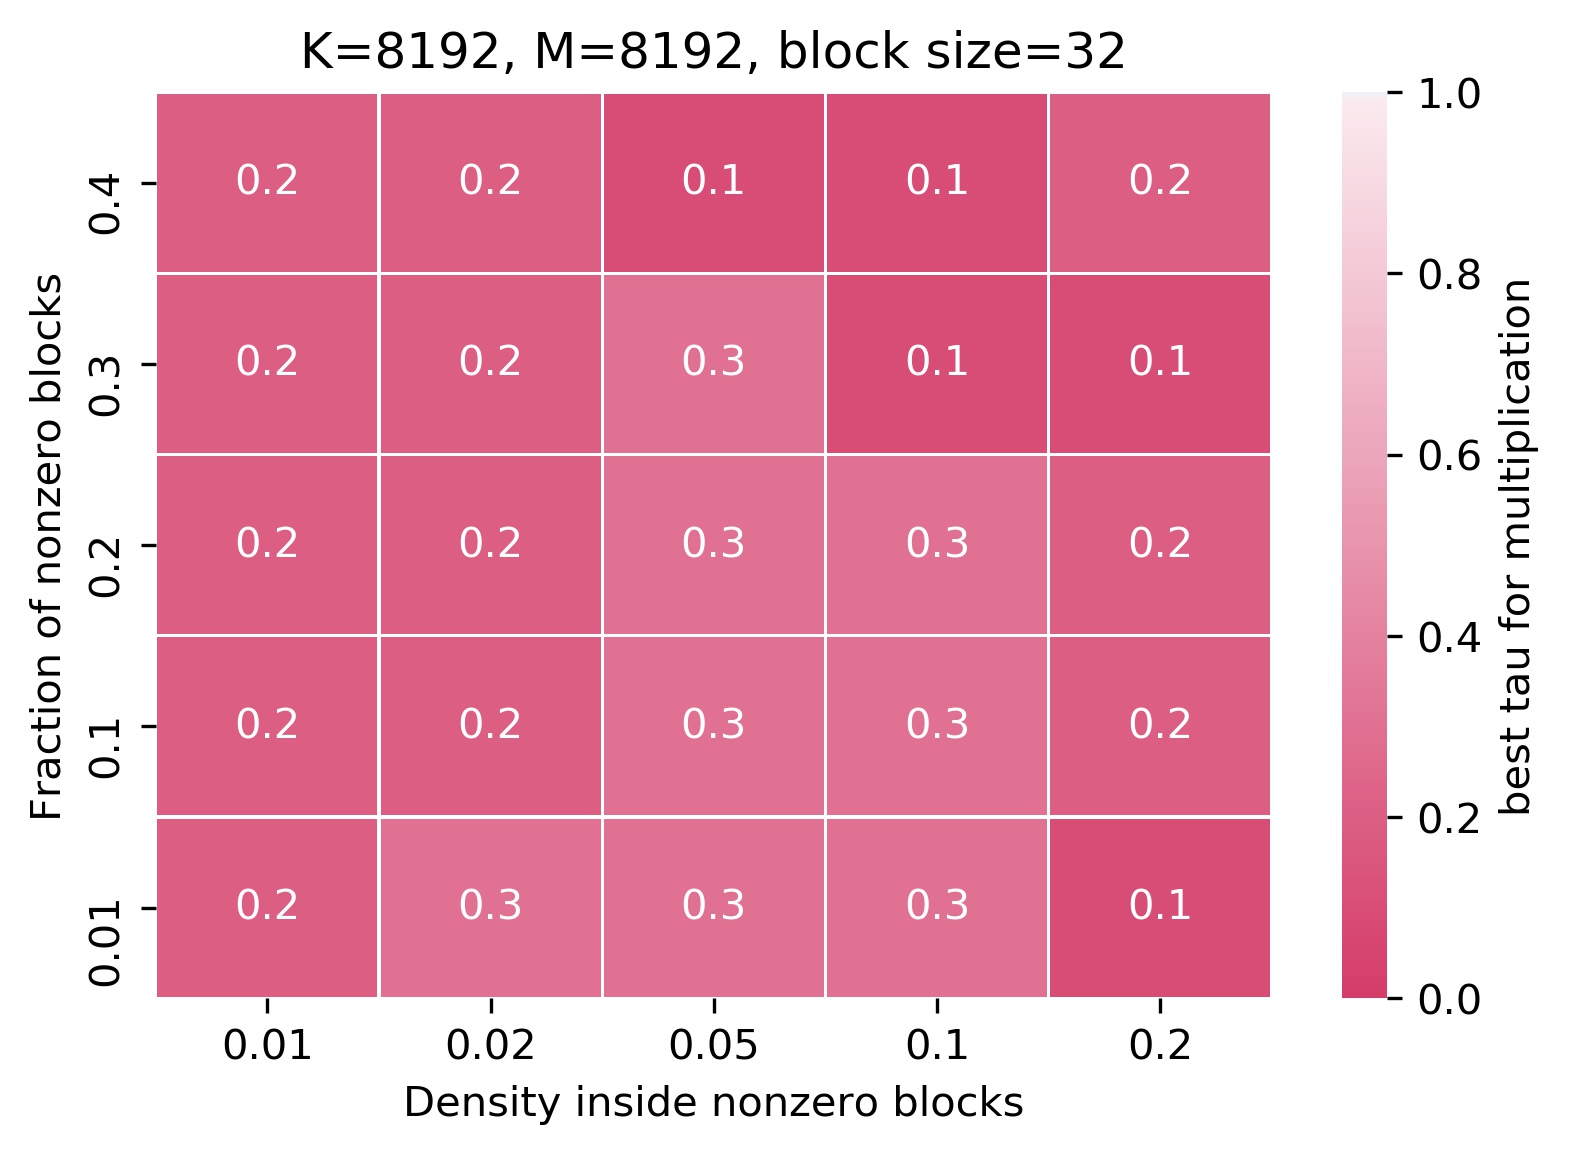 K=8192, M=8192, block size=32
Fraction of nonzero blocks
0.4
0.2 0.2 0.1 0.1 0.2
0.3
0.2 0.2 0.3 0.1 0.1
0.2
0.2 0.2 0.3 0.3 0.2
0.1
0.2 0.2 0.3 0.3 0.2
0.01
0.2 0.3 0.3 0.3 0.1
0.01 0.02 0.05 0.1 0.2
Density inside nonzero blocks
1.0
0.8
0.6
0.4
0.2
0.0
best tau for multiplication